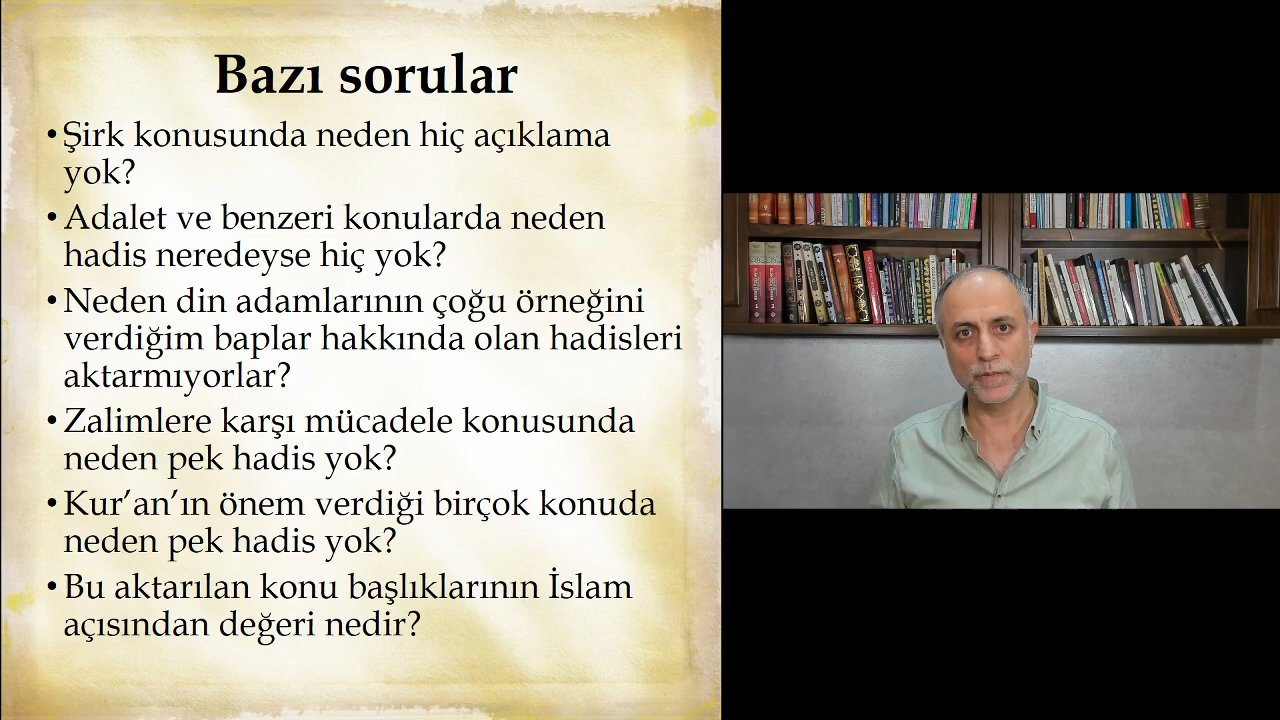 Bazı sorular
•Şirk konusunda neden hiç açıklama
yok?
•Adalet ve benzeri konularda neden
hadis neredeyse hiç yok?
•Neden din adamlarının çoğu örneğini
verdiğim baplar hakkında olan hadisleri
aktarmıyorlar?
•Zalimlere karşı mücadele konusunda
neden pek hadis yok?
•Kur’an’ın önem verdiği birçok konuda
neden pek hadis yok?
•Bu aktarılan konu başlıklarının İslam
açısından değeri nedir?